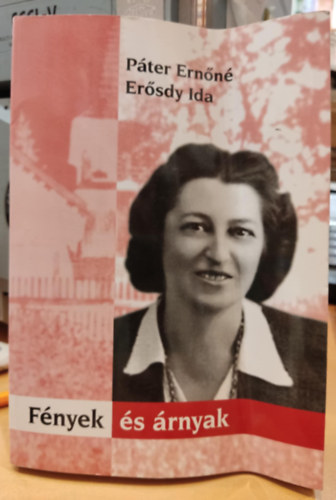 Páter Ernőné
Erősdy Ida
Fények és árnyak